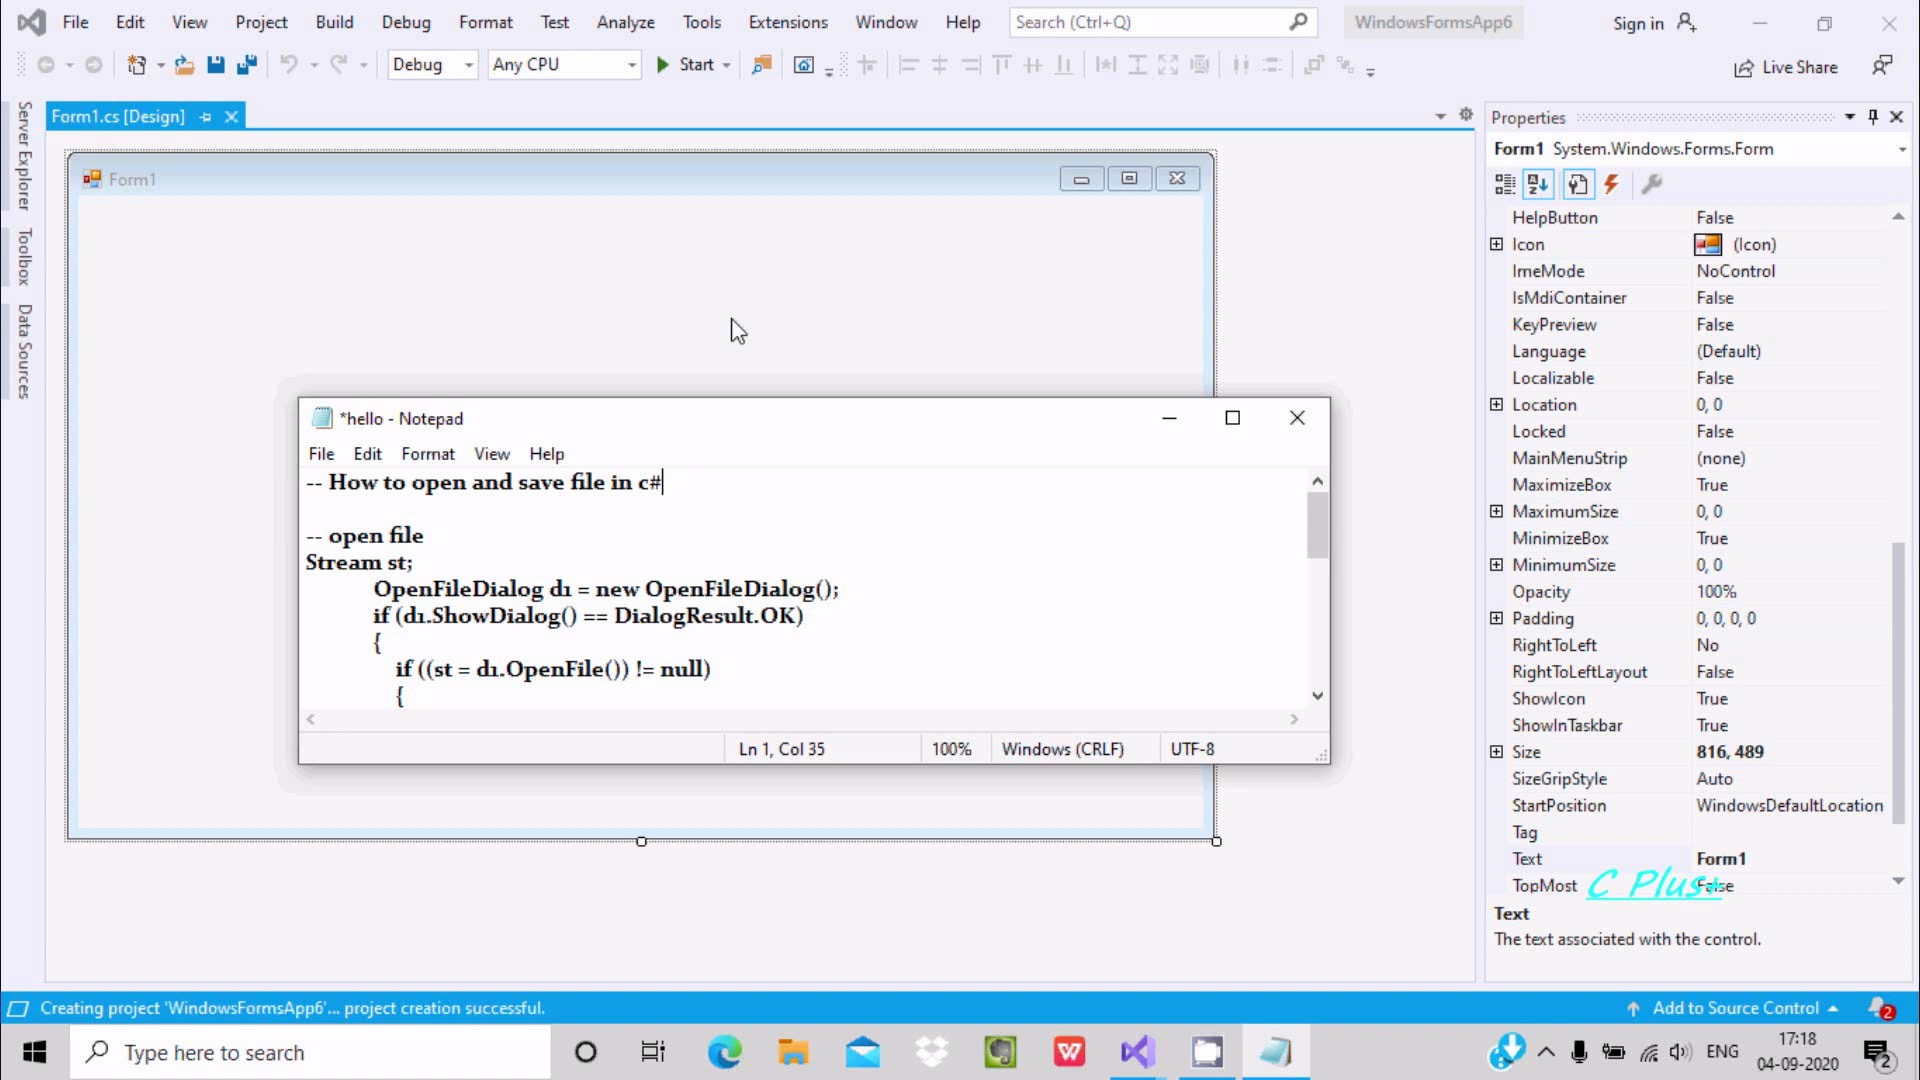 File Edit View Project Build Debug Format Test Analyze Tools Extensions Window Help Search (Ctrl+Q) WindowsFormsApp6 Sign in
Debug Any CPU Start Live Share
Server Explorer
Toolbox
Data Sources
Form1.cs [Design]
Form1
*hello - Notepad
File Edit Format View Help
-- How to open and save file in c#
-- open file
Stream st;
OpenFileDialog d1 = new OpenFileDialog();
if (d1.ShowDialog() == DialogResult.OK)
{
if ((st = d1.OpenFile()) != null)
{
Ln 1, Col 35 100% Windows (CRLF) UTF-8
Properties
Form1 System.Windows.Forms.Form
HelpButton False
Icon (Icon)
ImeMode NoControl
IsMdiContainer False
KeyPreview False
Language (Default)
Localizable False
Location 0, 0
Locked False
MainMenuStrip (none)
MaximizeBox True
MaximumSize 0, 0
MinimizeBox True
MinimumSize 0, 0
Opacity 100%
Padding 0, 0, 0, 0
RightToLeft No
RightToLeftLayout False
ShowIcon True
ShowInTaskbar True
Size 816, 489
SizeGripStyle Auto
StartPosition WindowsDefaultLocation
Tag
Text Form1
TopMost False
C Plus+
Text
The text associated with the control.
Creating project 'WindowsFormsApp6'... project creation successful. Add to Source Control 2
Type here to search ENG 17:18
04-09-2020 2